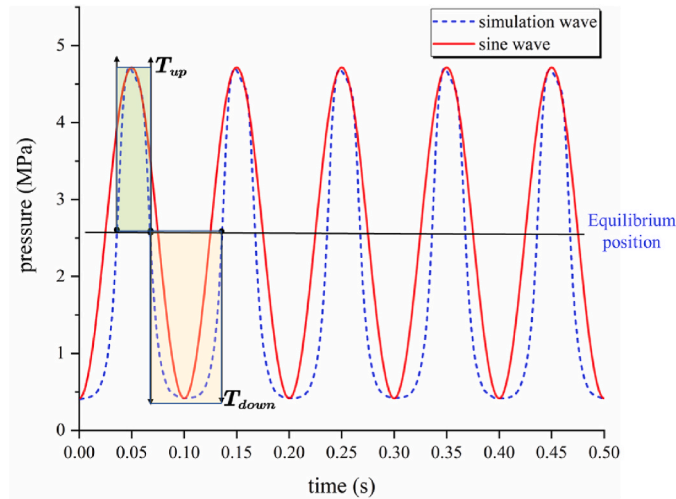 simulation wave
sine wave
T_up
5
4
3
2
1
0
pressure (MPa)
Equilibrium
position
T_down
0.00 0.05 0.10 0.15 0.20 0.25 0.30 0.35 0.40 0.45 0.50
time (s)